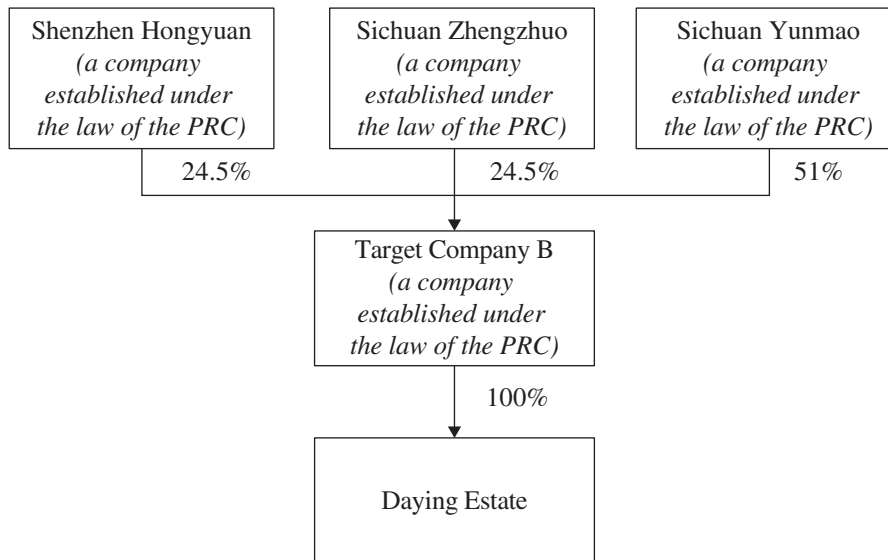 Shenzhen Hongyuan
(a company
established under
the law of the PRC)
Sichuan Zhengzhuo
(a company
established under
the law of the PRC)
Sichuan Yunmao
(a company
established under
the law of the PRC)
24.5%
24.5%
51%
Target Company B
(a company
established under
the law of the PRC)
100%
Daying Estate